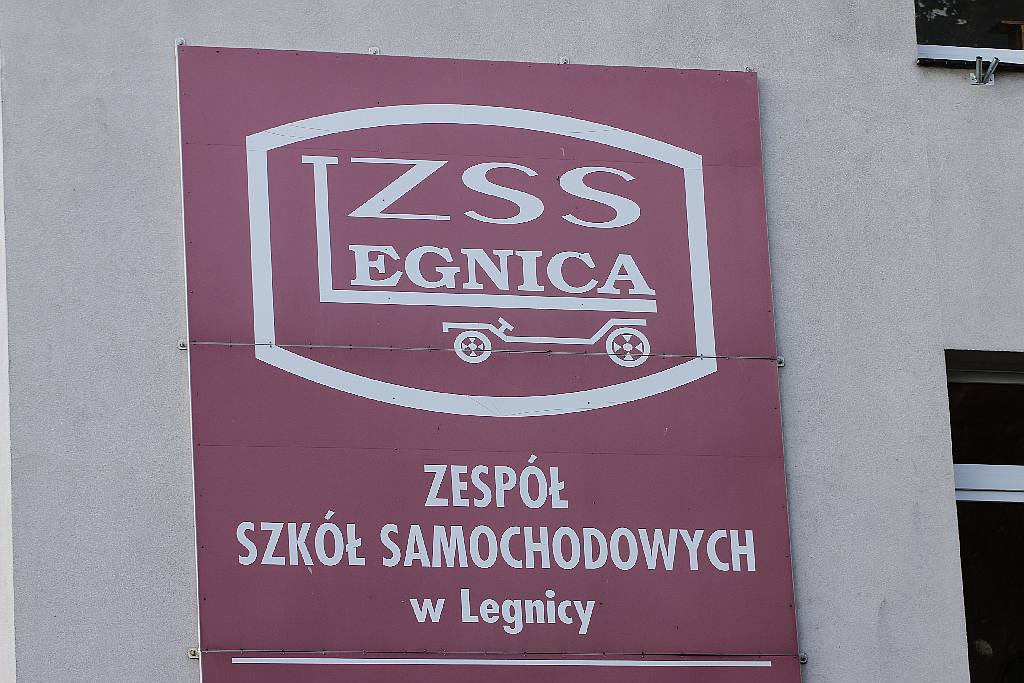 ZSS
LEGNICA
ZESPÓŁ
SZKÓŁ SAMOCHODOWYCH
w Legnicy